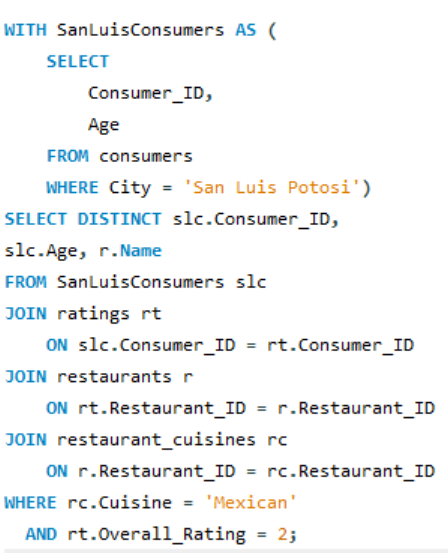 WITH SanLuisConsumers AS (
    SELECT
        Consumer_ID,
        Age
    FROM consumers
    WHERE City = 'San Luis Potosi')
SELECT DISTINCT slc.Consumer_ID,
slc.Age, r.Name
FROM SanLuisConsumers slc
JOIN ratings rt
    ON slc.Consumer_ID = rt.Consumer_ID
JOIN restaurants r
    ON rt.Restaurant_ID = r.Restaurant_ID
JOIN restaurant_cuisines rc
    ON r.Restaurant_ID = rc.Restaurant_ID
WHERE rc.Cuisine = 'Mexican'
  AND rt.Overall_Rating = 2;